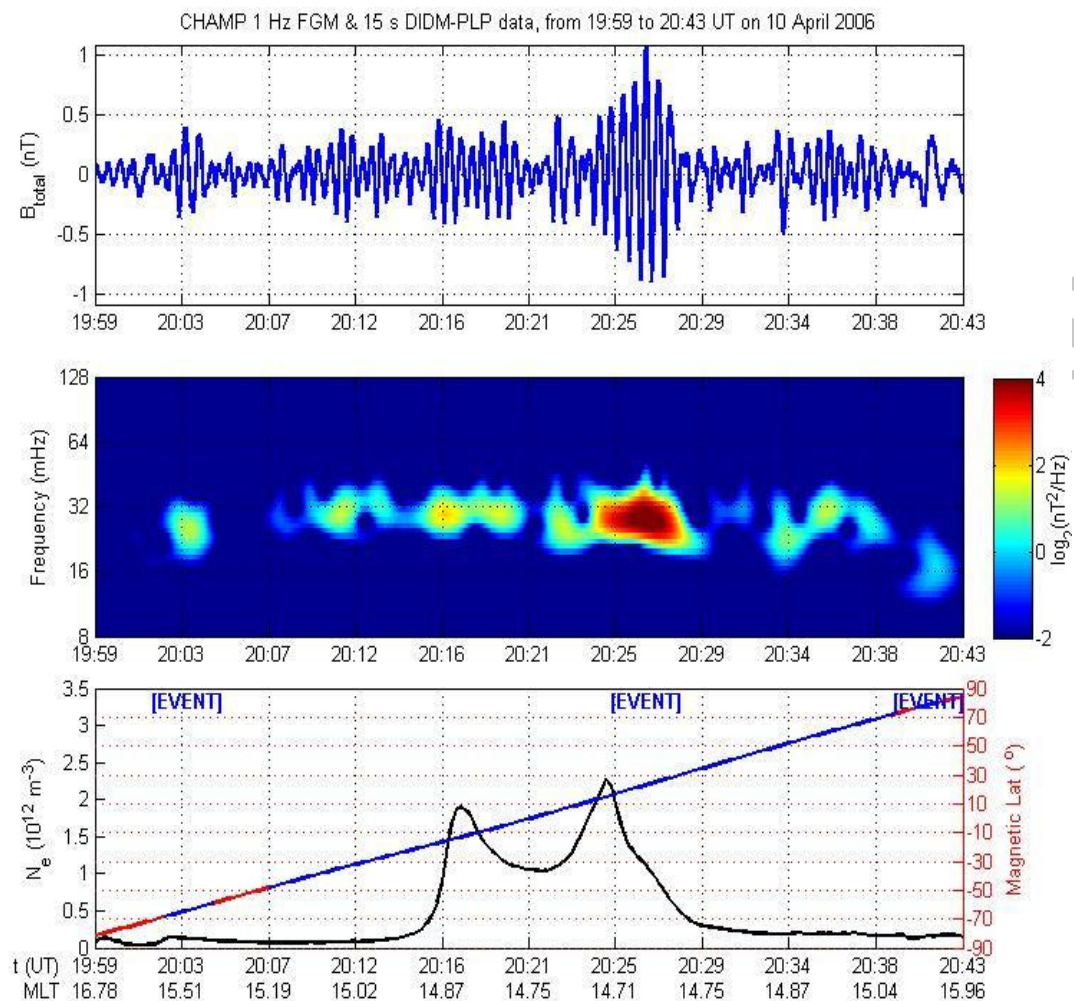 CHAMP 1 Hz FGM & 15 s DIDM-PLP data, from 19:59 to 20:43 UT on 10 April 2006
1
0.5
0
-0.5
-1
B_total (nT)
19:59 20:03 20:07 20:12 20:16 20:21 20:25 20:29 20:34 20:38 20:43
128
64
32
16
8
Frequency (mHz)
19:59 20:03 20:07 20:12 20:16 20:21 20:25 20:29 20:34 20:38 20:43
4
2
0
-2
log2(nT²/Hz)
[EVENT] [EVENT] [EVENT]
3.5
3
2.5
2
1.5
1
0.5
0
N_e (10^12 m^-3)
90
70
50
30
10
-10
-30
-50
-70
-90
Magnetic Lat (°)
t (UT) 19:59 20:03 20:07 20:12 20:16 20:21 20:25 20:29 20:34 20:38 20:43
MLT 16.78 15.51 15.19 15.02 14.87 14.75 14.71 14.75 14.87 15.04 15.96